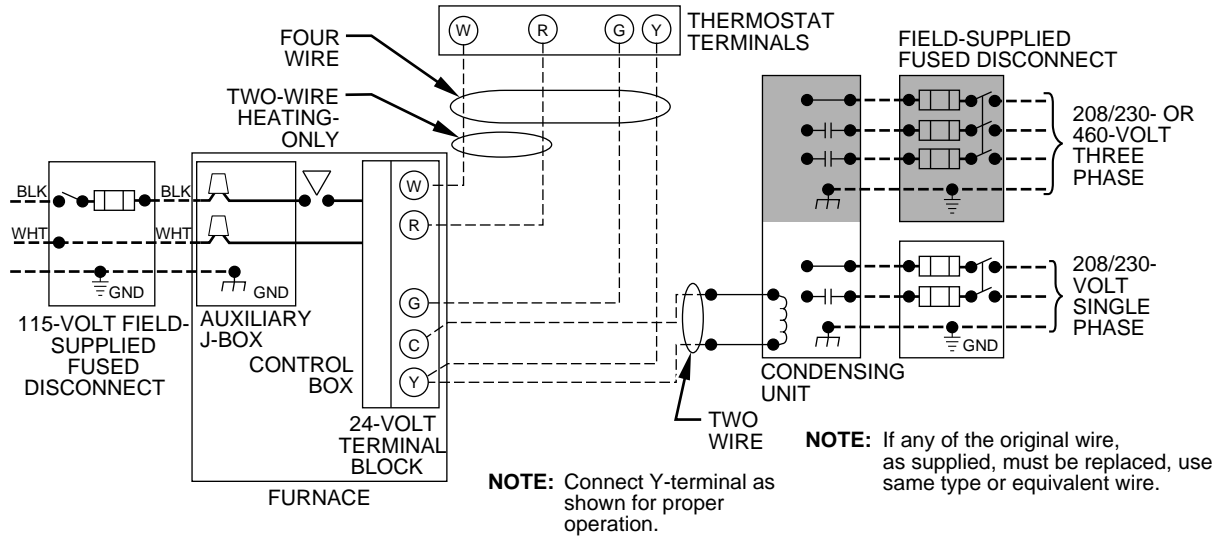 W
R
G
Y
THERMOSTAT
TERMINALS
FOUR
WIRE
TWO-WIRE
HEATING-
ONLY
FIELD-SUPPLIED
FUSED DISCONNECT
208/230- OR
460-VOLT
THREE
PHASE
BLK
BLK
WHT
WHT
GND
GND
W
R
G
C
Y
115-VOLT FIELD-
SUPPLIED
FUSED
DISCONNECT
AUXILIARY
J-BOX
CONTROL
BOX
24-VOLT
TERMINAL
BLOCK
FURNACE
208/230-
VOLT
SINGLE
PHASE
GND
CONDENSING
UNIT
TWO
WIRE
NOTE: Connect Y-terminal as
shown for proper
operation.
NOTE: If any of the original wire,
as supplied, must be replaced, use
same type or equivalent wire.